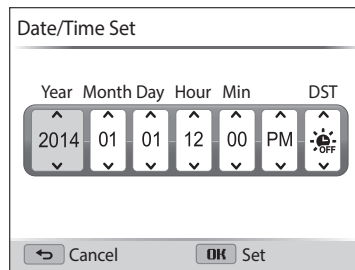 Date/Time Set
Year Month Day Hour Min DST
2014 01 01 12 00 PM OFF
Cancel OK Set